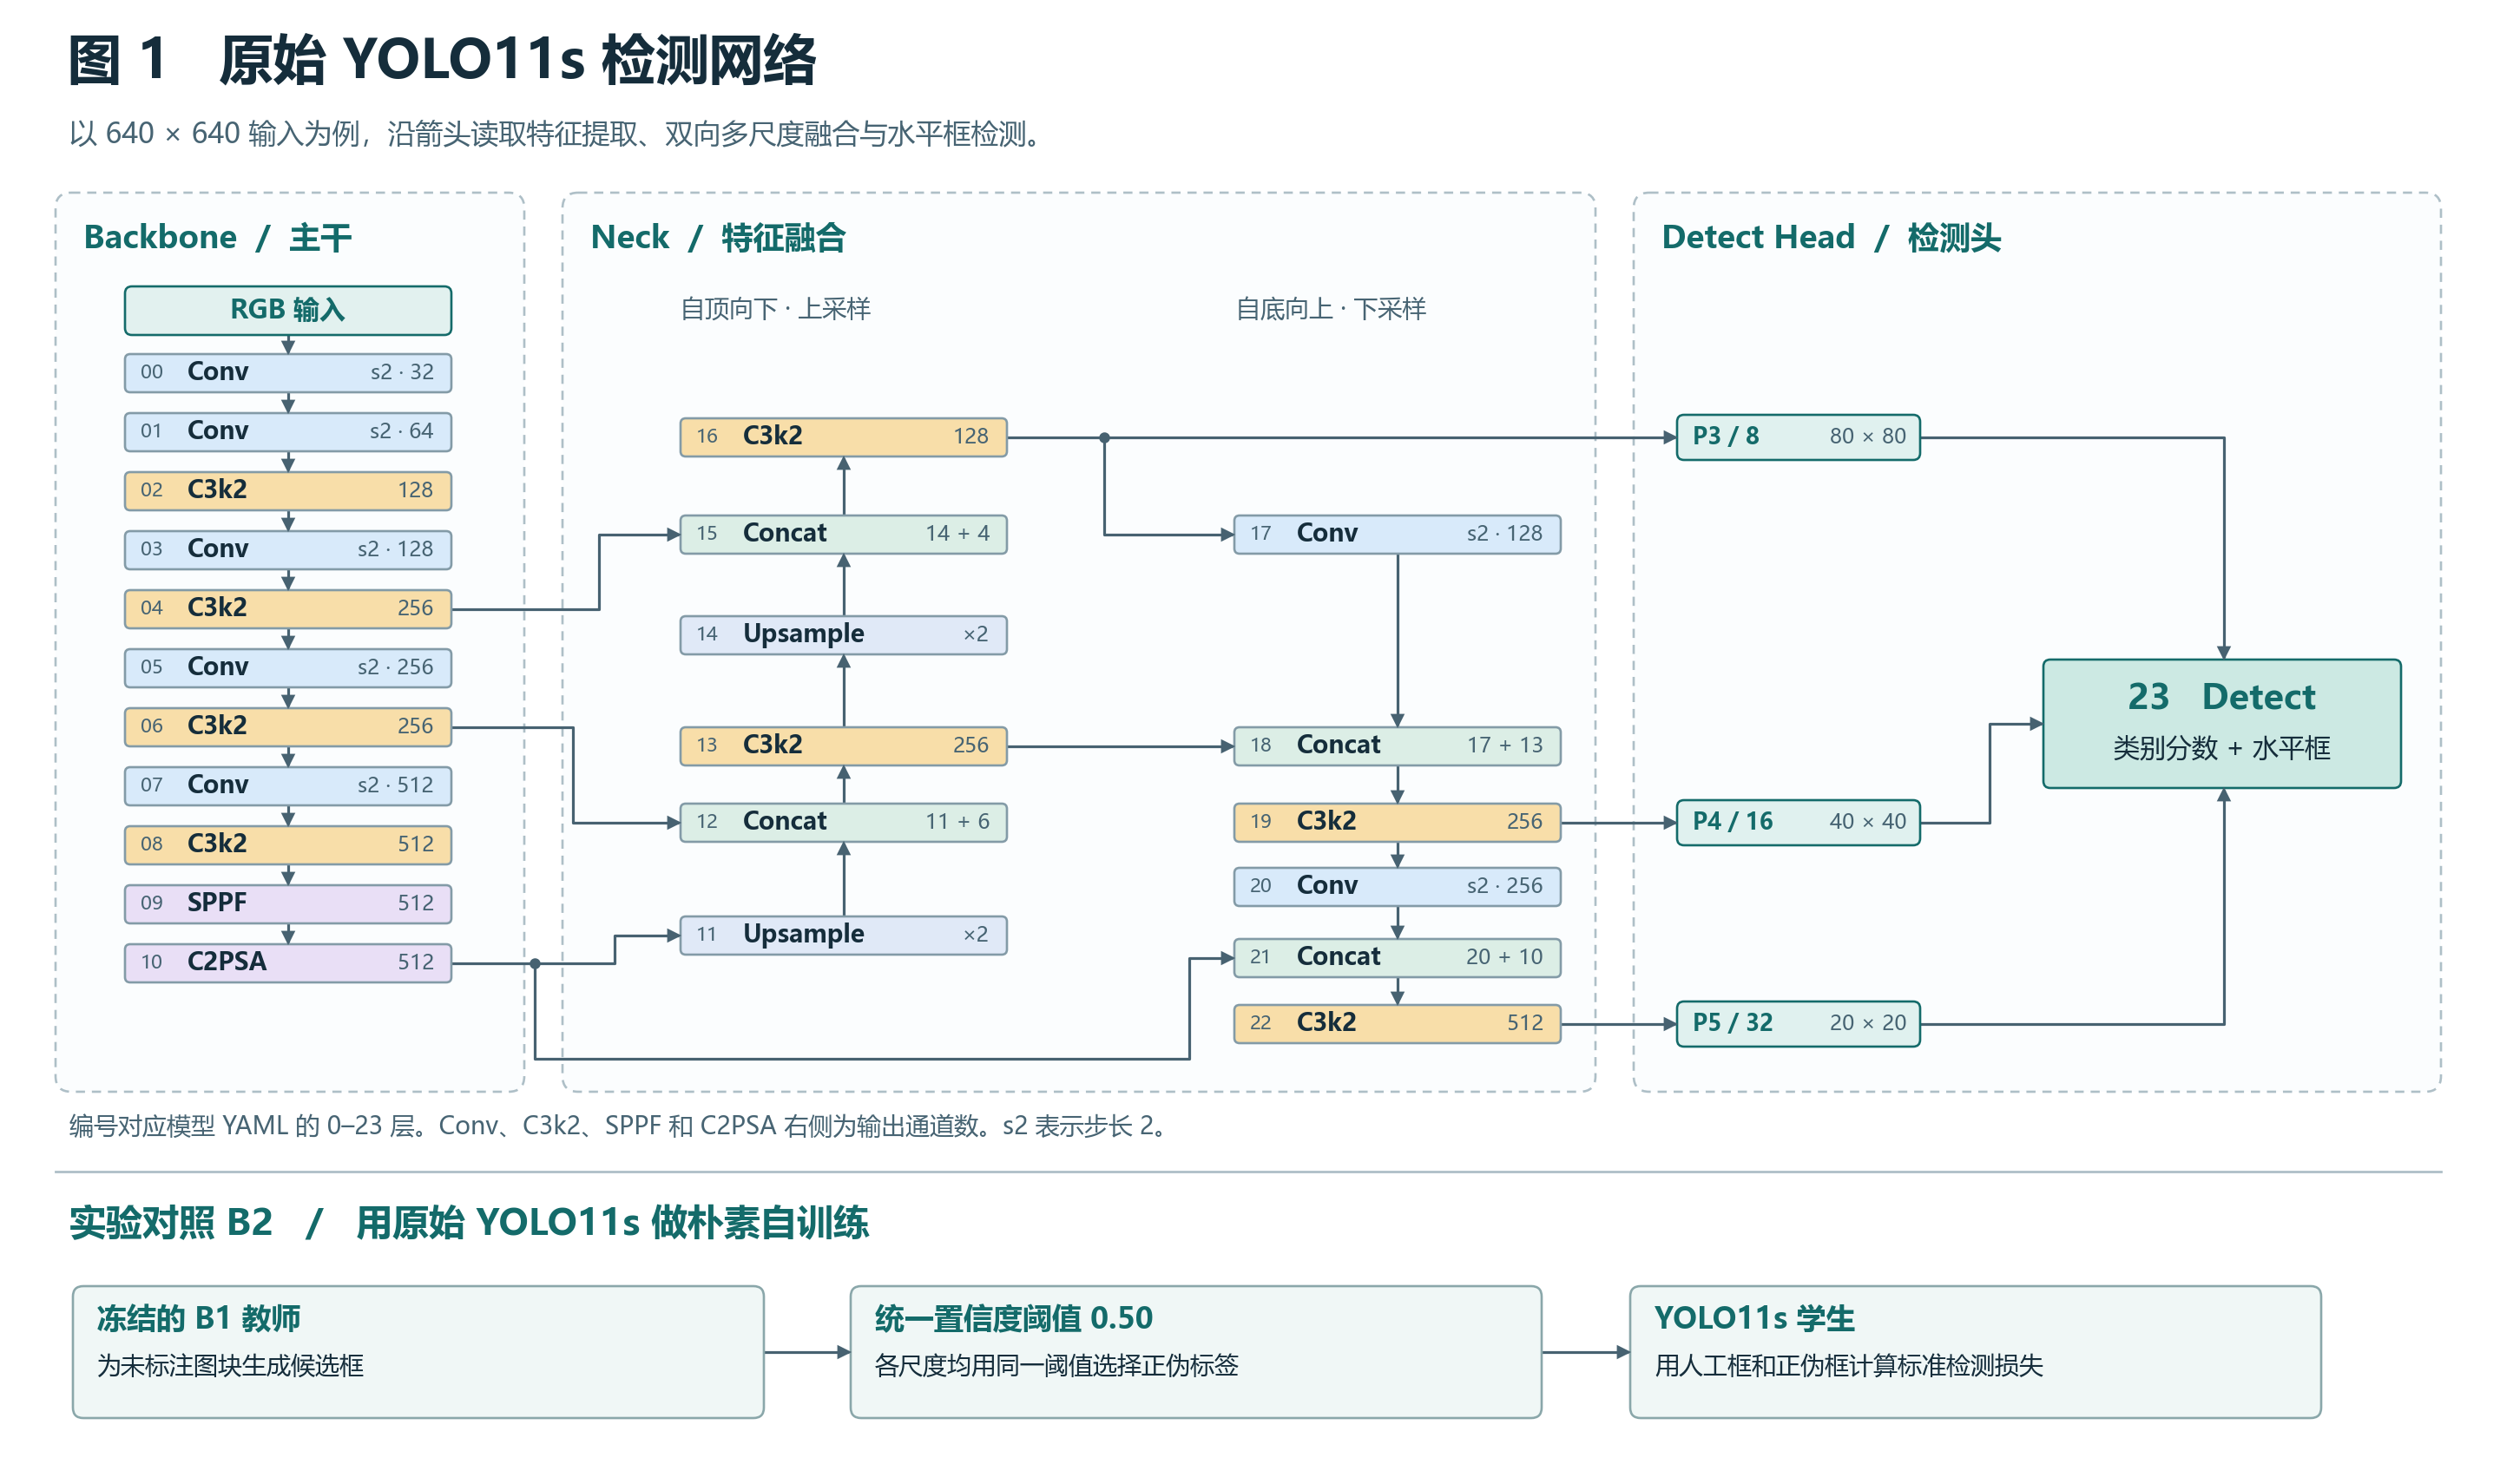 图 1 原始 YOLO11s 检测网络
以 640 × 640 输入为例，沿箭头读取特征提取、双向多尺度融合与水平框检测。
Backbone / 主干
RGB 输入
00 Conv s2 · 32
01 Conv s2 · 64
02 C3k2 128
03 Conv s2 · 128
04 C3k2 256
05 Conv s2 · 256
06 C3k2 256
07 Conv s2 · 512
08 C3k2 512
09 SPPF 512
10 C2PSA 512
Neck / 特征融合
自顶向下 · 上采样
16 C3k2 128
15 Concat 14 + 4
14 Upsample ×2
13 C3k2 256
12 Concat 11 + 6
11 Upsample ×2
自底向上 · 下采样
17 Conv s2 · 128
18 Concat 17 + 13
19 C3k2 256
20 Conv s2 · 256
21 Concat 20 + 10
22 C3k2 512
Detect Head / 检测头
P3 / 8 80 × 80
P4 / 16 40 × 40
P5 / 32 20 × 20
23 Detect
类别分数 + 水平框
编号对应模型 YAML 的 0–23 层。Conv、C3k2、SPPF 和 C2PSA 右侧为输出通道数。s2 表示步长 2。
实验对照 B2 / 用原始 YOLO11s 做朴素自训练
冻结的 B1 教师
为未标注图块生成候选框
统一置信度阈值 0.50
各尺度均用同一阈值选择正伪标签
YOLO11s 学生
用人工框和正伪框计算标准检测损失